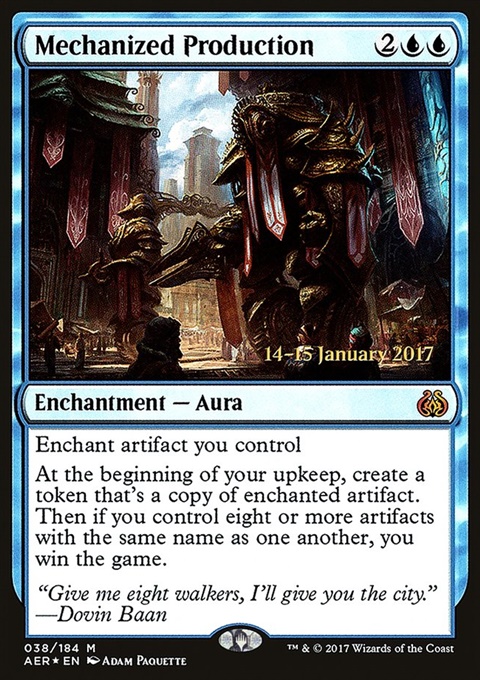 Mechanized Production 2
14-15 January 2017
Enchantment — Aura
Enchant artifact you control
At the beginning of your upkeep, create a
token that's a copy of enchanted artifact.
Then if you control eight or more artifacts
with the same name as one another, you
win the game.
"Give me eight walkers, I'll give you the city."
—Dovin Baan
038/184 M
AER★EN Adam Paquette
™ & © 2017 Wizards of the Coast